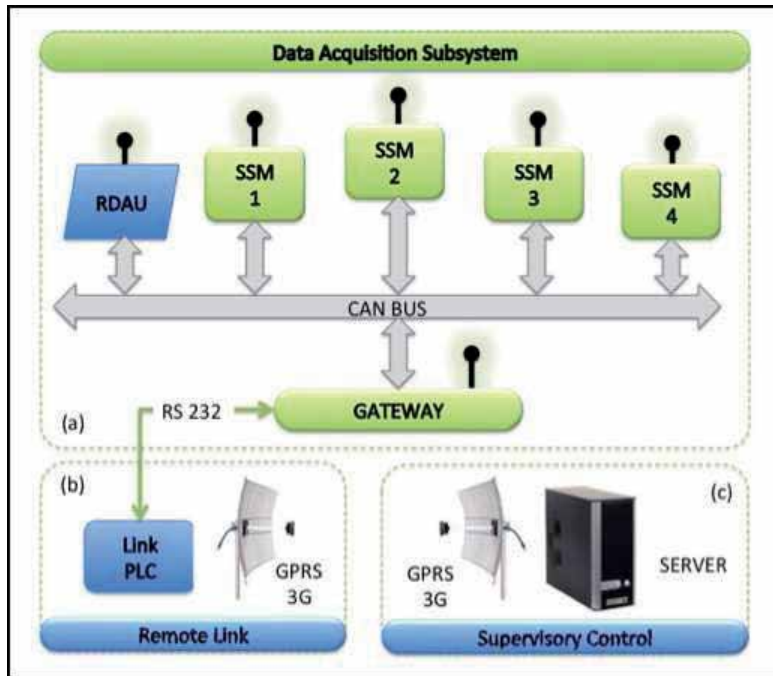 Data Acquisition Subsystem
RDAU
SSM
1
SSM
2
SSM
3
SSM
4
CAN BUS
GATEWAY
RS 232
(a)
(b)
Link
PLC
GPRS
3G
Remote Link
(c)
GPRS
3G
SERVER
Supervisory Control